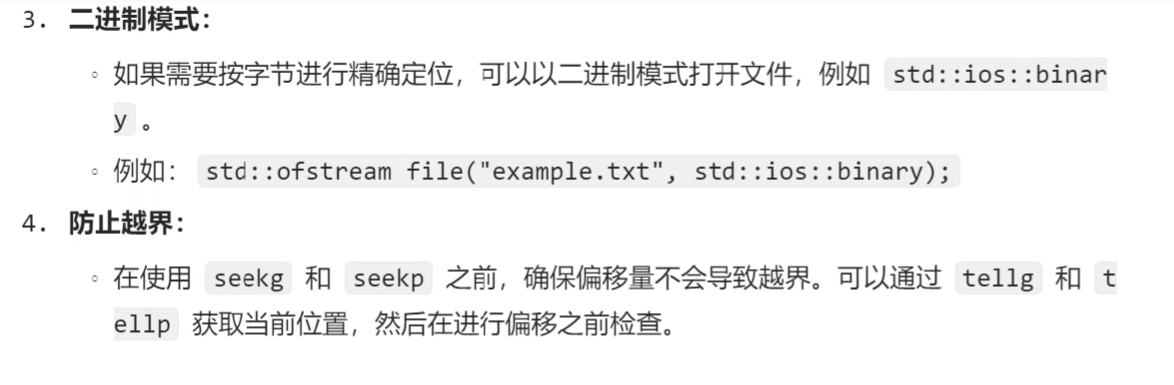 3. 二进制模式：
◦ 如果需要按字节进行精确定位，可以以二进制模式打开文件，例如 std::ios::binar
y 。
◦ 例如： std::ofstream file("example.txt", std::ios::binary);
4. 防止越界：
◦ 在使用 seekg 和 seekp 之前，确保偏移量不会导致越界。可以通过 tellg 和 t
ellp 获取当前位置，然后在进行偏移之前检查。